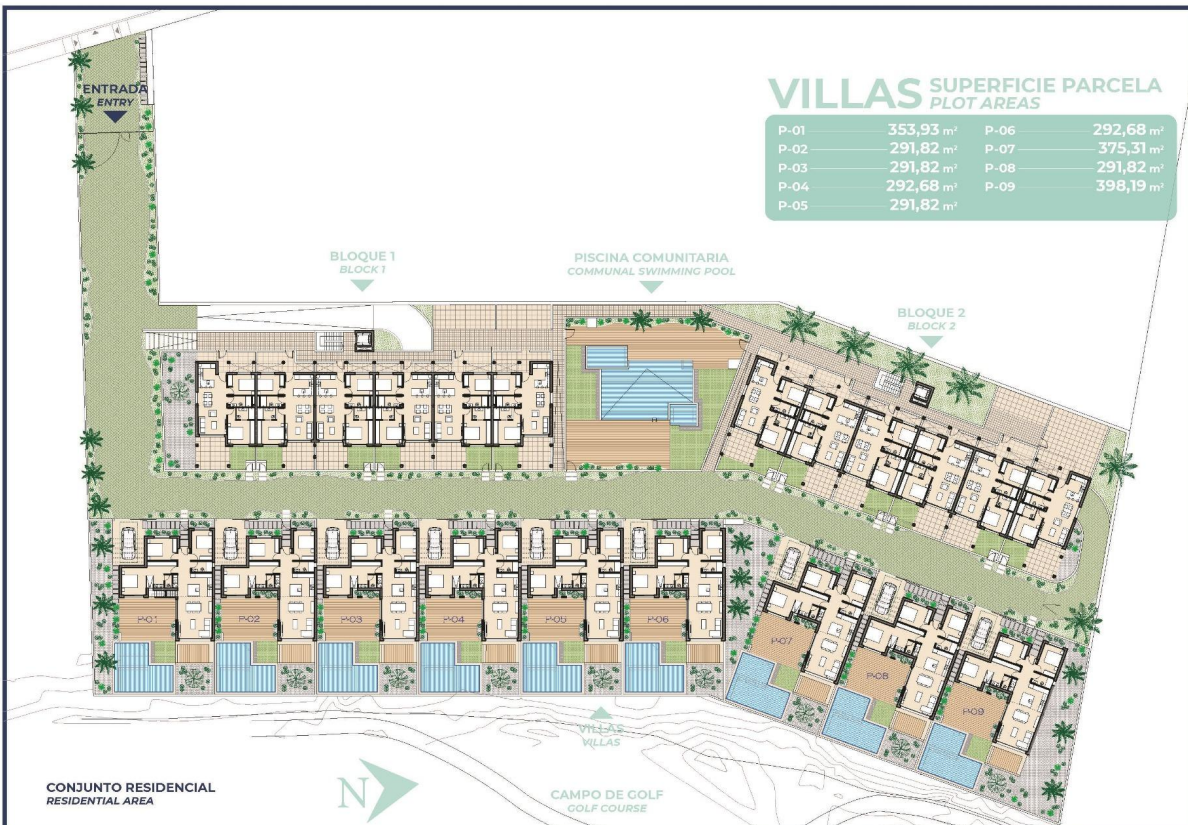 VILLAS SUPERFICIE PARCELA
PLOT AREAS
P-01 353,93 m²
P-02 291,82 m²
P-03 291,82 m²
P-04 292,68 m²
P-05 291,82 m²
P-06 292,68 m²
P-07 375,31 m²
P-08 291,82 m²
P-09 398,19 m²
ENTRADA
ENTRY
BLOQUE 1
BLOCK 1
PISCINA COMUNITARIA
COMMUNAL SWIMMING POOL
BLOQUE 2
BLOCK 2
P-01
P-02
P-03
P-04
P-05
P-06
P-07
P-08
P-09
VILLAS
VILLAS
CONJUNTO RESIDENCIAL
RESIDENTIAL AREA
N
CAMPO DE GOLF
GOLF COURSE